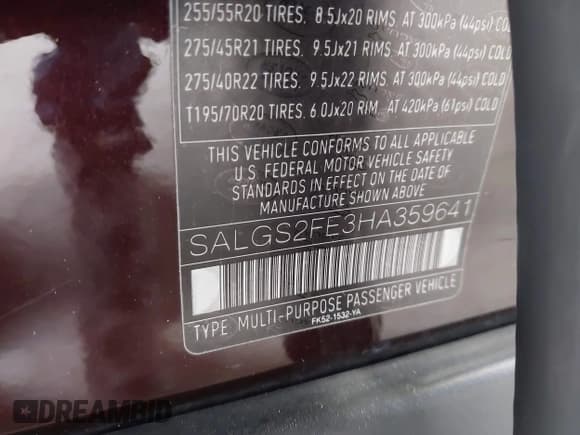 255/55R20 TIRES. 8.5Jx20 RIMS. AT 300kPa (44psi) COLD
275/45R21 TIRES. 9.5Jx21 RIMS. AT 300kPa (44psi) COLD
275/40R22 TIRES. 9.5Jx22 RIMS. AT 300kPa (44psi) COLD
T195/70R20 TIRES. 6.0Jx20 RIM. AT 420kPa (61psi) COLD
THIS VEHICLE CONFORMS TO ALL APPLICABLE
U.S. FEDERAL MOTOR VEHICLE SAFETY
STANDARDS IN EFFECT ON THE DATE OF
MANUFACTURE SHOWN ABOVE
SALGS2FE3HA359641
TYPE MULTI-PURPOSE PASSENGER VEHICLE
FK52-1532-YA
DREAMBID